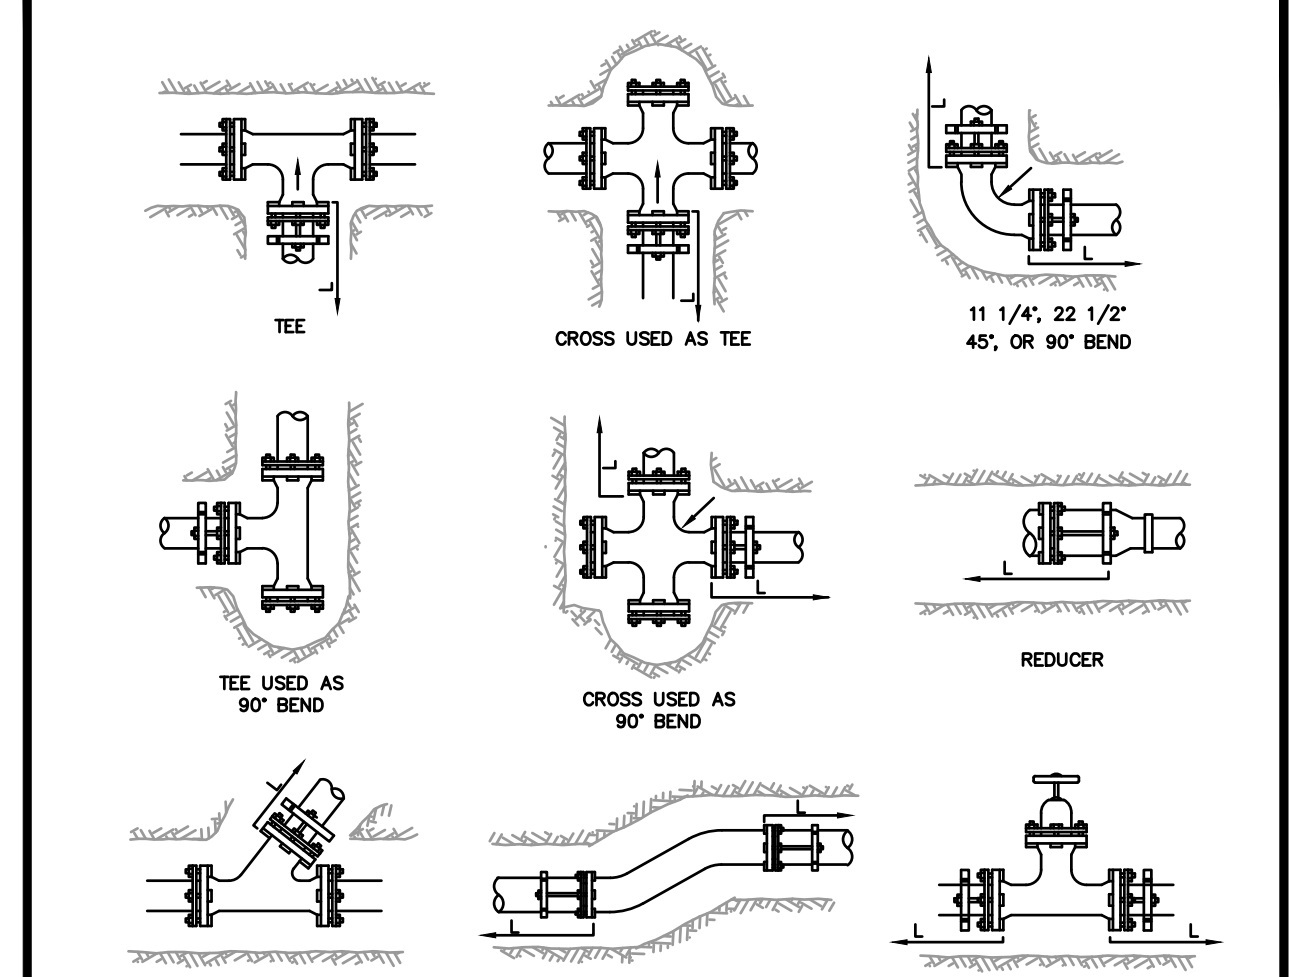 L
L
L
L
L
TEE
CROSS USED AS TEE
11 1/4°, 22 1/2°
45°, OR 90° BEND
L
L
L
TEE USED AS
90° BEND
CROSS USED AS
90° BEND
REDUCER
L
L
L
L
L